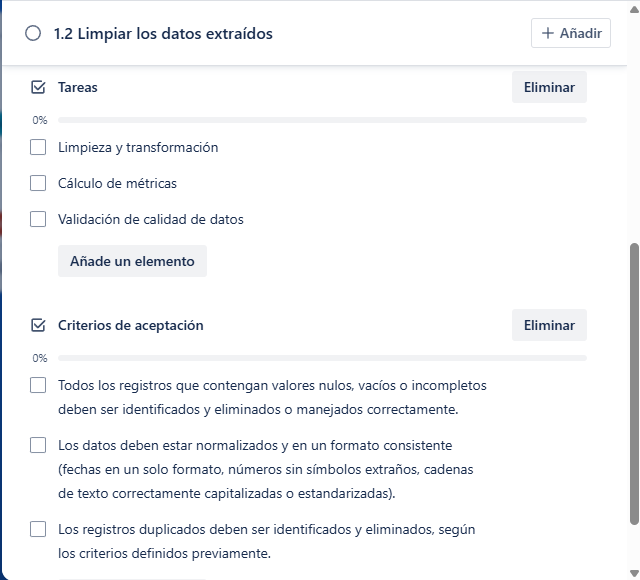 1.2 Limpiar los datos extraídos
+ Añadir
Tareas
Eliminar
0%
Limpieza y transformación
Cálculo de métricas
Validación de calidad de datos
Añade un elemento
Criterios de aceptación
Eliminar
0%
Todos los registros que contengan valores nulos, vacíos o incompletos
deben ser identificados y eliminados o manejados correctamente.
Los datos deben estar normalizados y en un formato consistente
(fechas en un solo formato, números sin símbolos extraños, cadenas
de texto correctamente capitalizadas o estandarizadas).
Los registros duplicados deben ser identificados y eliminados, según
los criterios definidos previamente.